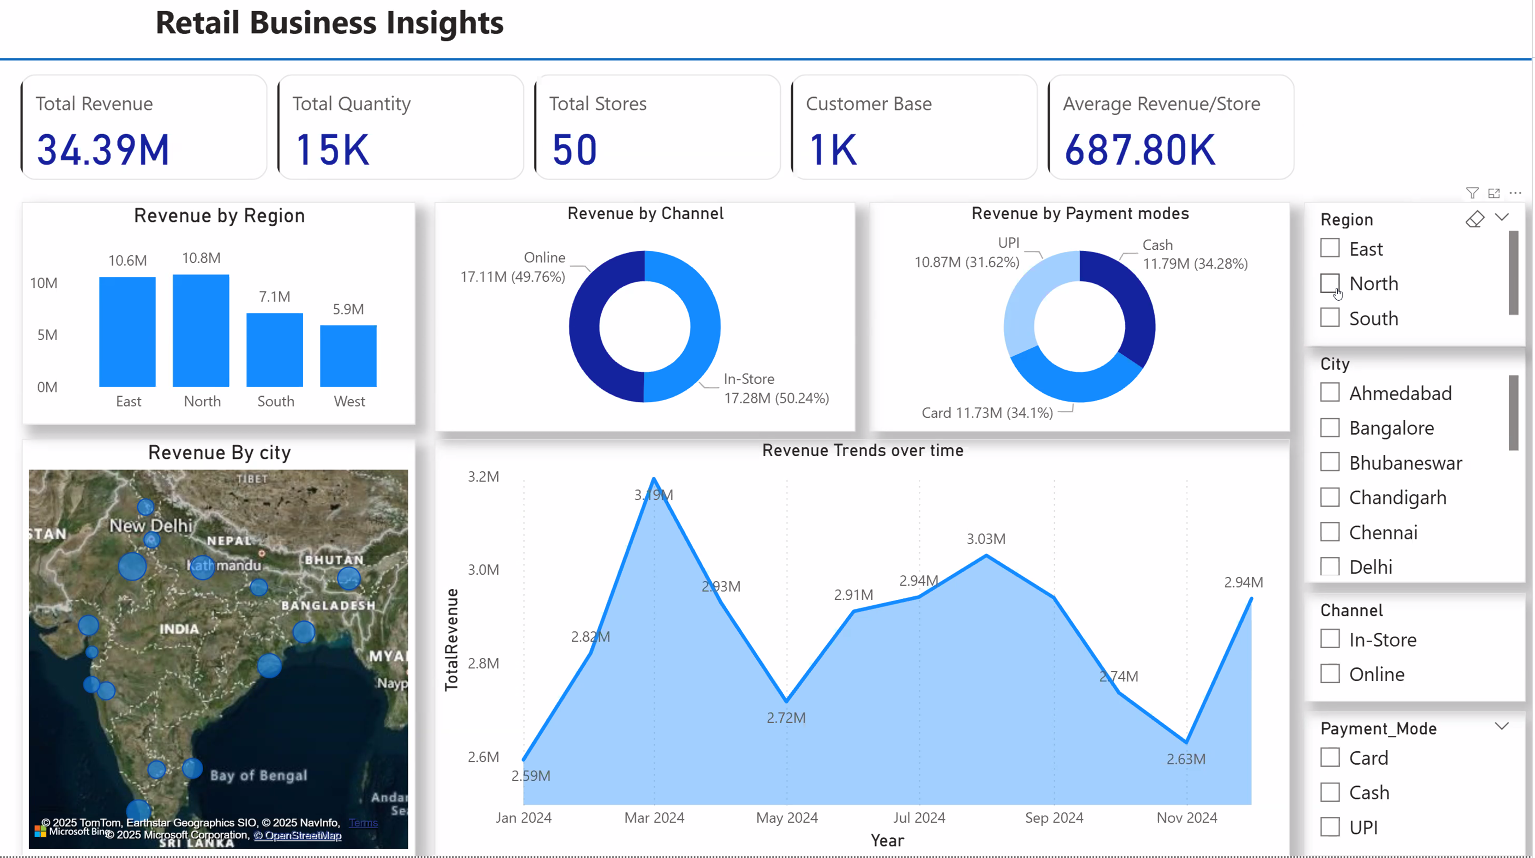 Retail Business Insights
Total Revenue
34.39M
Total Quantity
15K
Total Stores
50
Customer Base
1K
Average Revenue/Store
687.80K
Revenue by Region
10.6M
10.8M
7.1M
5.9M
10M
5M
0M
East
North
South
West
Revenue by Channel
Online
17.11M (49.76%)
In-Store
17.28M (50.24%)
Revenue by Payment modes
UPI
10.87M (31.62%)
Cash
11.79M (34.28%)
Card 11.73M (34.1%)
Region
East
North
South
City
Ahmedabad
Bangalore
Bhubaneswar
Chandigarh
Chennai
Delhi
Channel
In-Store
Online
Payment_Mode
Card
Cash
UPI
Revenue By city
TIBET
STAN
New Delhi
NEPAL
Kathmandu
BHUTAN
BANGLADESH
INDIA
MYA
Nayp
Bay of Bengal
Andar
Se
© 2025 TomTom, Earthstar Geographics SIO, © 2025 NavInfo, Terms
Microsoft Bing
© 2025 Microsoft Corporation, © OpenStreetMap
SRI LANKA
Revenue Trends over time
TotalRevenue
3.2M
3.0M
2.8M
2.6M
2.59M
2.82M
3.19M
2.93M
2.72M
2.91M
2.94M
3.03M
2.74M
2.63M
2.94M
Jan 2024
Mar 2024
May 2024
Jul 2024
Sep 2024
Nov 2024
Year